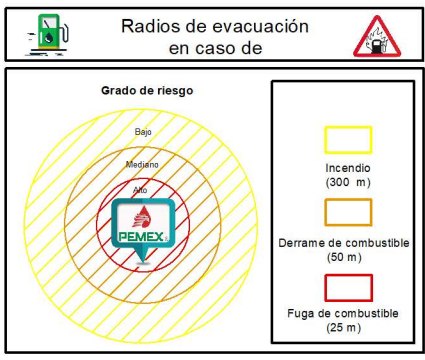 Radios de evacuación
en caso de
Grado de riesgo
Bajo
Mediano
Alto
PEMEX
Incendio
(300 m)
Derrame de combustible
(50 m)
Fuga de combustible
(25 m)